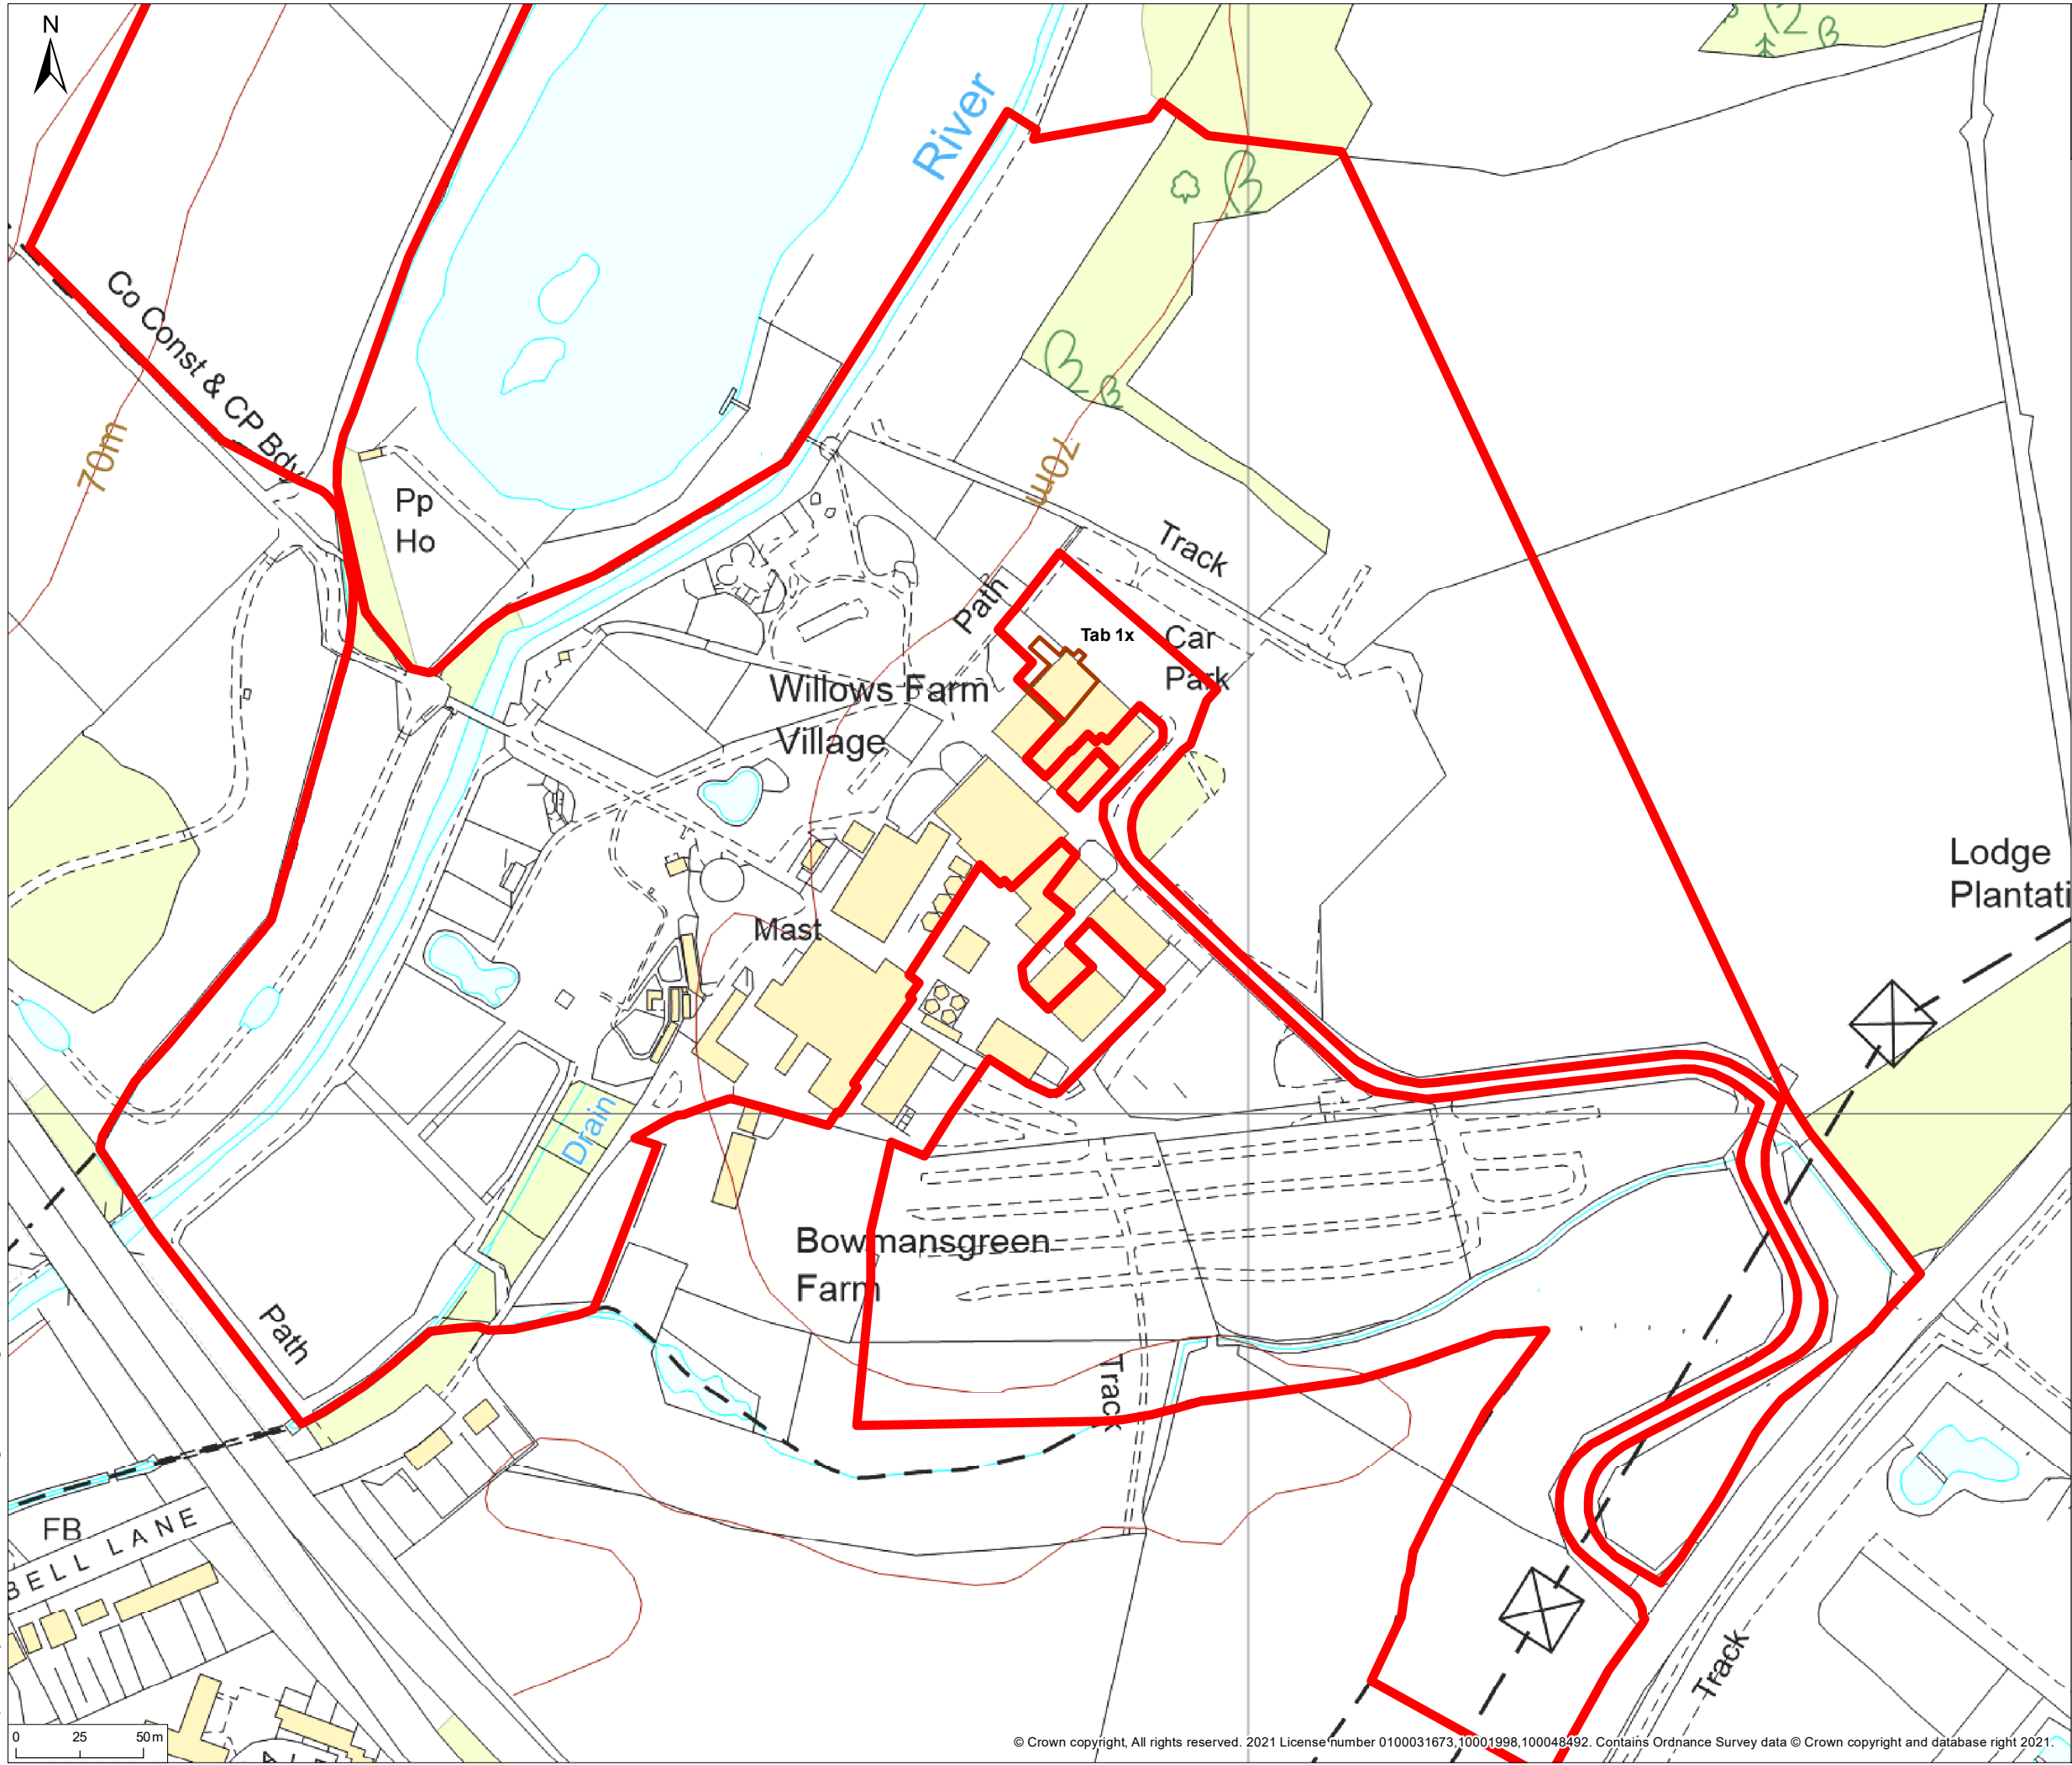 N
River
Co Const & CP Bdy
70m
70m
Pp
Ho
Track
Path
Tab 1x
Car
Park
Willows Farm
Village
Lodge
Plantati
Mast
Drain
Bowmansgreen
Farm
Path
Track
FB
BELL LANE
Track
0 25 50m
© Crown copyright, All rights reserved. 2021 License number 0100031673,10001998,100048492. Contains Ordnance Survey data © Crown copyright and database right 2021.